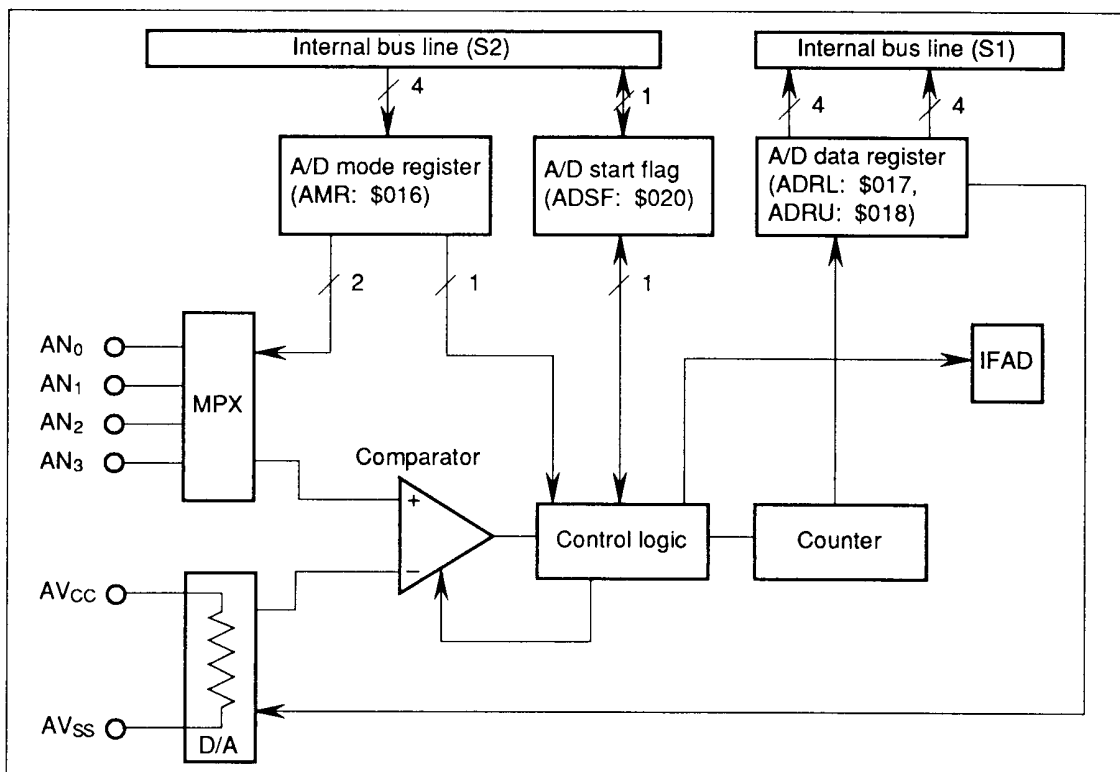 Internal bus line (S2)
Internal bus line (S1)
4
1
4
4
A/D mode register
(AMR: $016)
A/D start flag
(ADSF: $020)
A/D data register
(ADRL: $017,
ADRU: $018)
2
1
1
AN0
AN1
AN2
AN3
MPX
IFAD
Comparator
+
−
Control logic
Counter
AVCC
AVSS
D/A